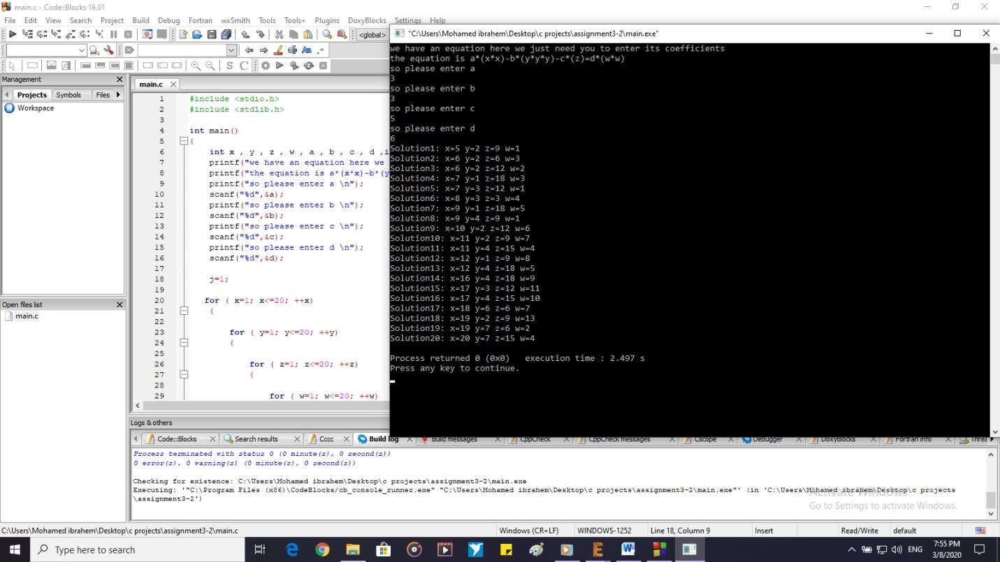 main.c - Code::Blocks 16.01
File Edit View Search Project Build Debug Fortran wxSmith Tools Tools+ Plugins DoxyBlocks Settings Help
<global>
S C
Management
Projects Symbols Files
Workspace
Open files list
main.c
main.c
1 #include <stdio.h>
2 #include <stdlib.h>
3
4 int main()
5 {
6 int x , y , z , w , a , b , c , d ,i
7 printf("we have an equation here we
8 printf("the equation is a*(x*x)-b*(y
9 printf("so please enter a \n");
10 scanf("%d",&a);
11 printf("so please enter b \n");
12 scanf("%d",&b);
13 printf("so please enter c \n");
14 scanf("%d",&c);
15 printf("so please enter d \n");
16 scanf("%d",&d);
17
18 j=1;
19
20 for ( x=1; x<=20; ++x)
21 {
22
23 for ( y=1; y<=20; ++y)
24 {
25
26 for ( z=1; z<=20; ++z)
27 {
28
29 for ( w=1; w<=20; ++w)
"C:\Users\Mohamed ibrahem\Desktop\c projects\assignment3-2\main.exe"
we have an equation here we just need you to enter its coefficients
the equation is a*(x*x)-b*(y*y*y)-c*(z)=d*(w*w)
so please enter a
3
so please enter b
3
so please enter c
5
so please enter d
6
Solution1: x=5 y=2 z=9 w=1
Solution2: x=6 y=2 z=6 w=3
Solution3: x=6 y=2 z=12 w=2
Solution4: x=7 y=1 z=18 w=3
Solution5: x=7 y=3 z=12 w=1
Solution6: x=8 y=3 z=3 w=4
Solution7: x=9 y=1 z=18 w=5
Solution8: x=9 y=4 z=9 w=1
Solution9: x=10 y=2 z=12 w=6
Solution10: x=11 y=2 z=9 w=7
Solution11: x=11 y=4 z=15 w=4
Solution12: x=12 y=1 z=9 w=8
Solution13: x=12 y=4 z=18 w=5
Solution14: x=16 y=4 z=18 w=9
Solution15: x=17 y=3 z=12 w=11
Solution16: x=17 y=4 z=15 w=10
Solution17: x=18 y=6 z=6 w=7
Solution18: x=19 y=2 z=9 w=13
Solution19: x=19 y=7 z=6 w=2
Solution20: x=20 y=7 z=15 w=4
Process returned 0 (0x0) execution time : 2.497 s
Press any key to continue.
Logs & others
Code::Blocks Search results Cccc Build log Build messages CppCheck CppCheck messages Cscope Debugger DoxyBlocks Fortran info Threa
Process terminated with status 0 (0 minute(s), 0 second(s))
0 error(s), 0 warning(s) (0 minute(s), 0 second(s))
Checking for existence: C:\Users\Mohamed ibrahem\Desktop\c projects\assignment3-2\main.exe
Executing: '"C:\Program Files (x86)\CodeBlocks/cb_console_runner.exe" "C:\Users\Mohamed ibrahem\Desktop\c projects\assignment3-2\main.exe"' (in 'C:\Users\Mohamed ibrahem\Desktop\c projects
\assignment3-2')
Activate Windows
Go to Settings to activate Windows.
C:\Users\Mohamed ibrahem\Desktop\c projects\assignment3-2\main.c Windows (CR+LF) WINDOWS-1252 Line 18, Column 9 Insert Read/Write default
Type here to search
ENG
7:55 PM
3/8/2020